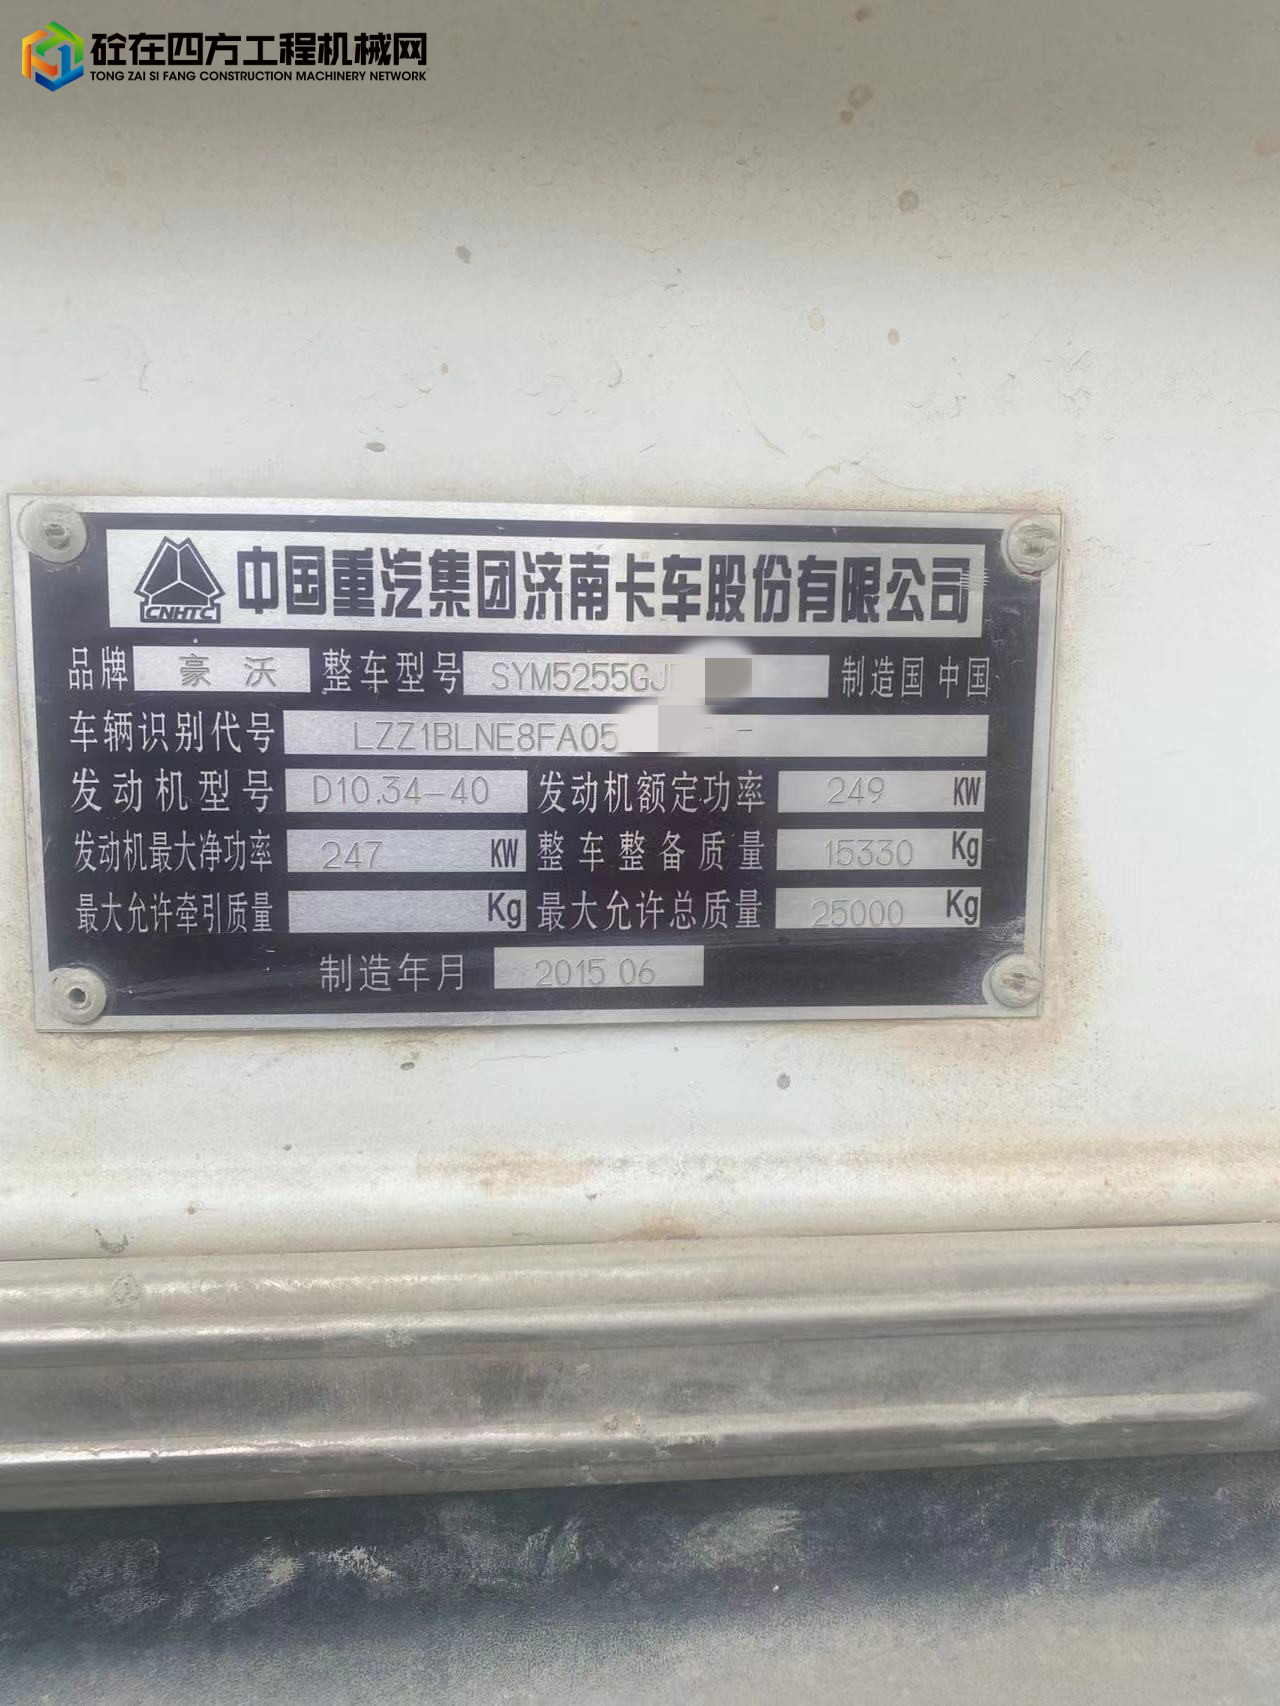 砼在四方工程机械网
TONG ZAI SI FANG CONSTRUCTION MACHINERY NETWORK
CNHTC 中国重汽集团济南卡车股份有限公司
品牌 豪沃 整车型号 SYM5255GJ 制造国 中国
车辆识别代号 LZZ1BLNE8FA05
发动机型号 D10.34-40 发动机额定功率 249 KW
发动机最大净功率 247 KW 整车整备质量 15330 Kg
最大允许牵引质量 Kg 最大允许总质量 25000 Kg
制造年月 2015 06